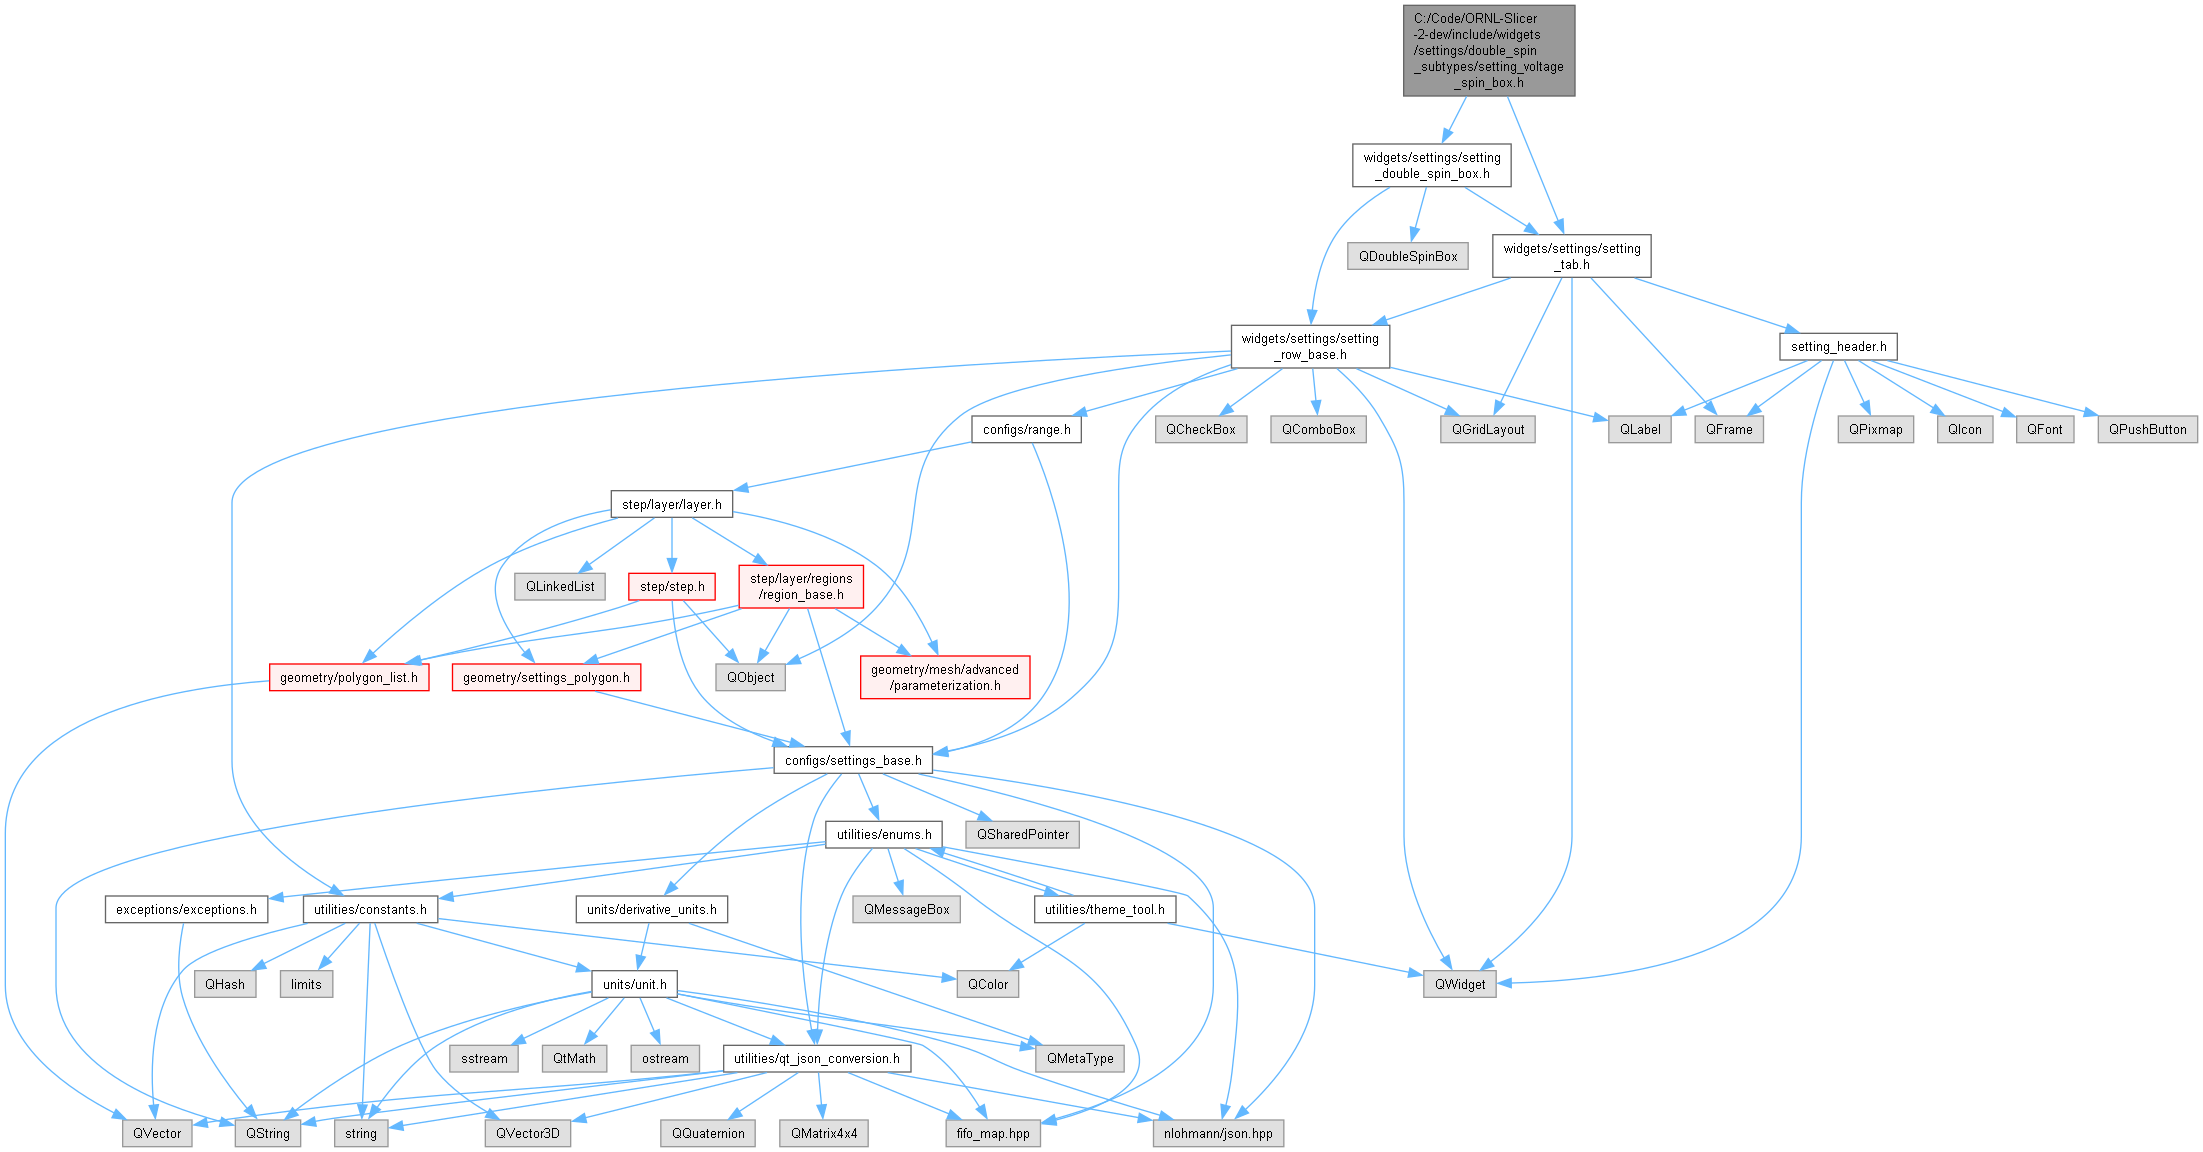 C:/Code/ORNL-Slicer
-2-dev/include/widgets
/settings/double_spin
_subtypes/setting_voltage
_spin_box.h
widgets/settings/setting
_double_spin_box.h
QDoubleSpinBox
widgets/settings/setting
_tab.h
widgets/settings/setting
_row_base.h
setting_header.h
configs/range.h
QCheckBox
QComboBox
QGridLayout
QLabel
QFrame
QPixmap
QIcon
QFont
QPushButton
step/layer/layer.h
QLinkedList
step/step.h
step/layer/regions
/region_base.h
geometry/polygon_list.h
geometry/settings_polygon.h
QObject
geometry/mesh/advanced
/parameterization.h
configs/settings_base.h
utilities/enums.h
QSharedPointer
exceptions/exceptions.h
utilities/constants.h
units/derivative_units.h
QMessageBox
utilities/theme_tool.h
QHash
limits
units/unit.h
QColor
QWidget
sstream
QtMath
ostream
utilities/qt_json_conversion.h
QMetaType
QVector
QString
string
QVector3D
QQuaternion
QMatrix4x4
fifo_map.hpp
nlohmann/json.hpp